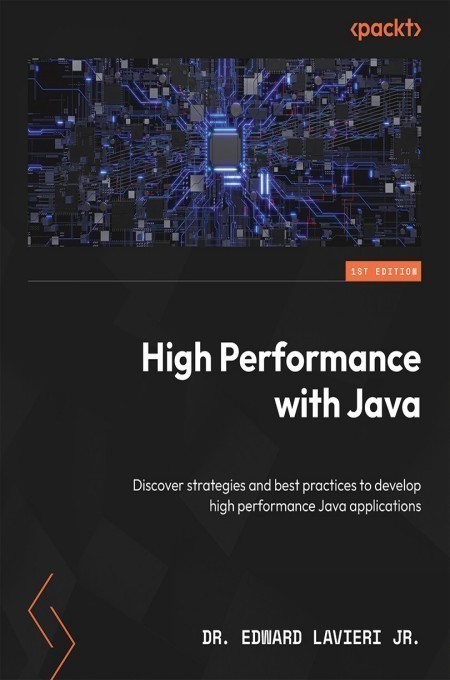 <packt>
1ST EDITION
High Performance
with Java
Discover strategies and best practices to develop
high performance Java applications
DR. EDWARD LAVIERI JR.